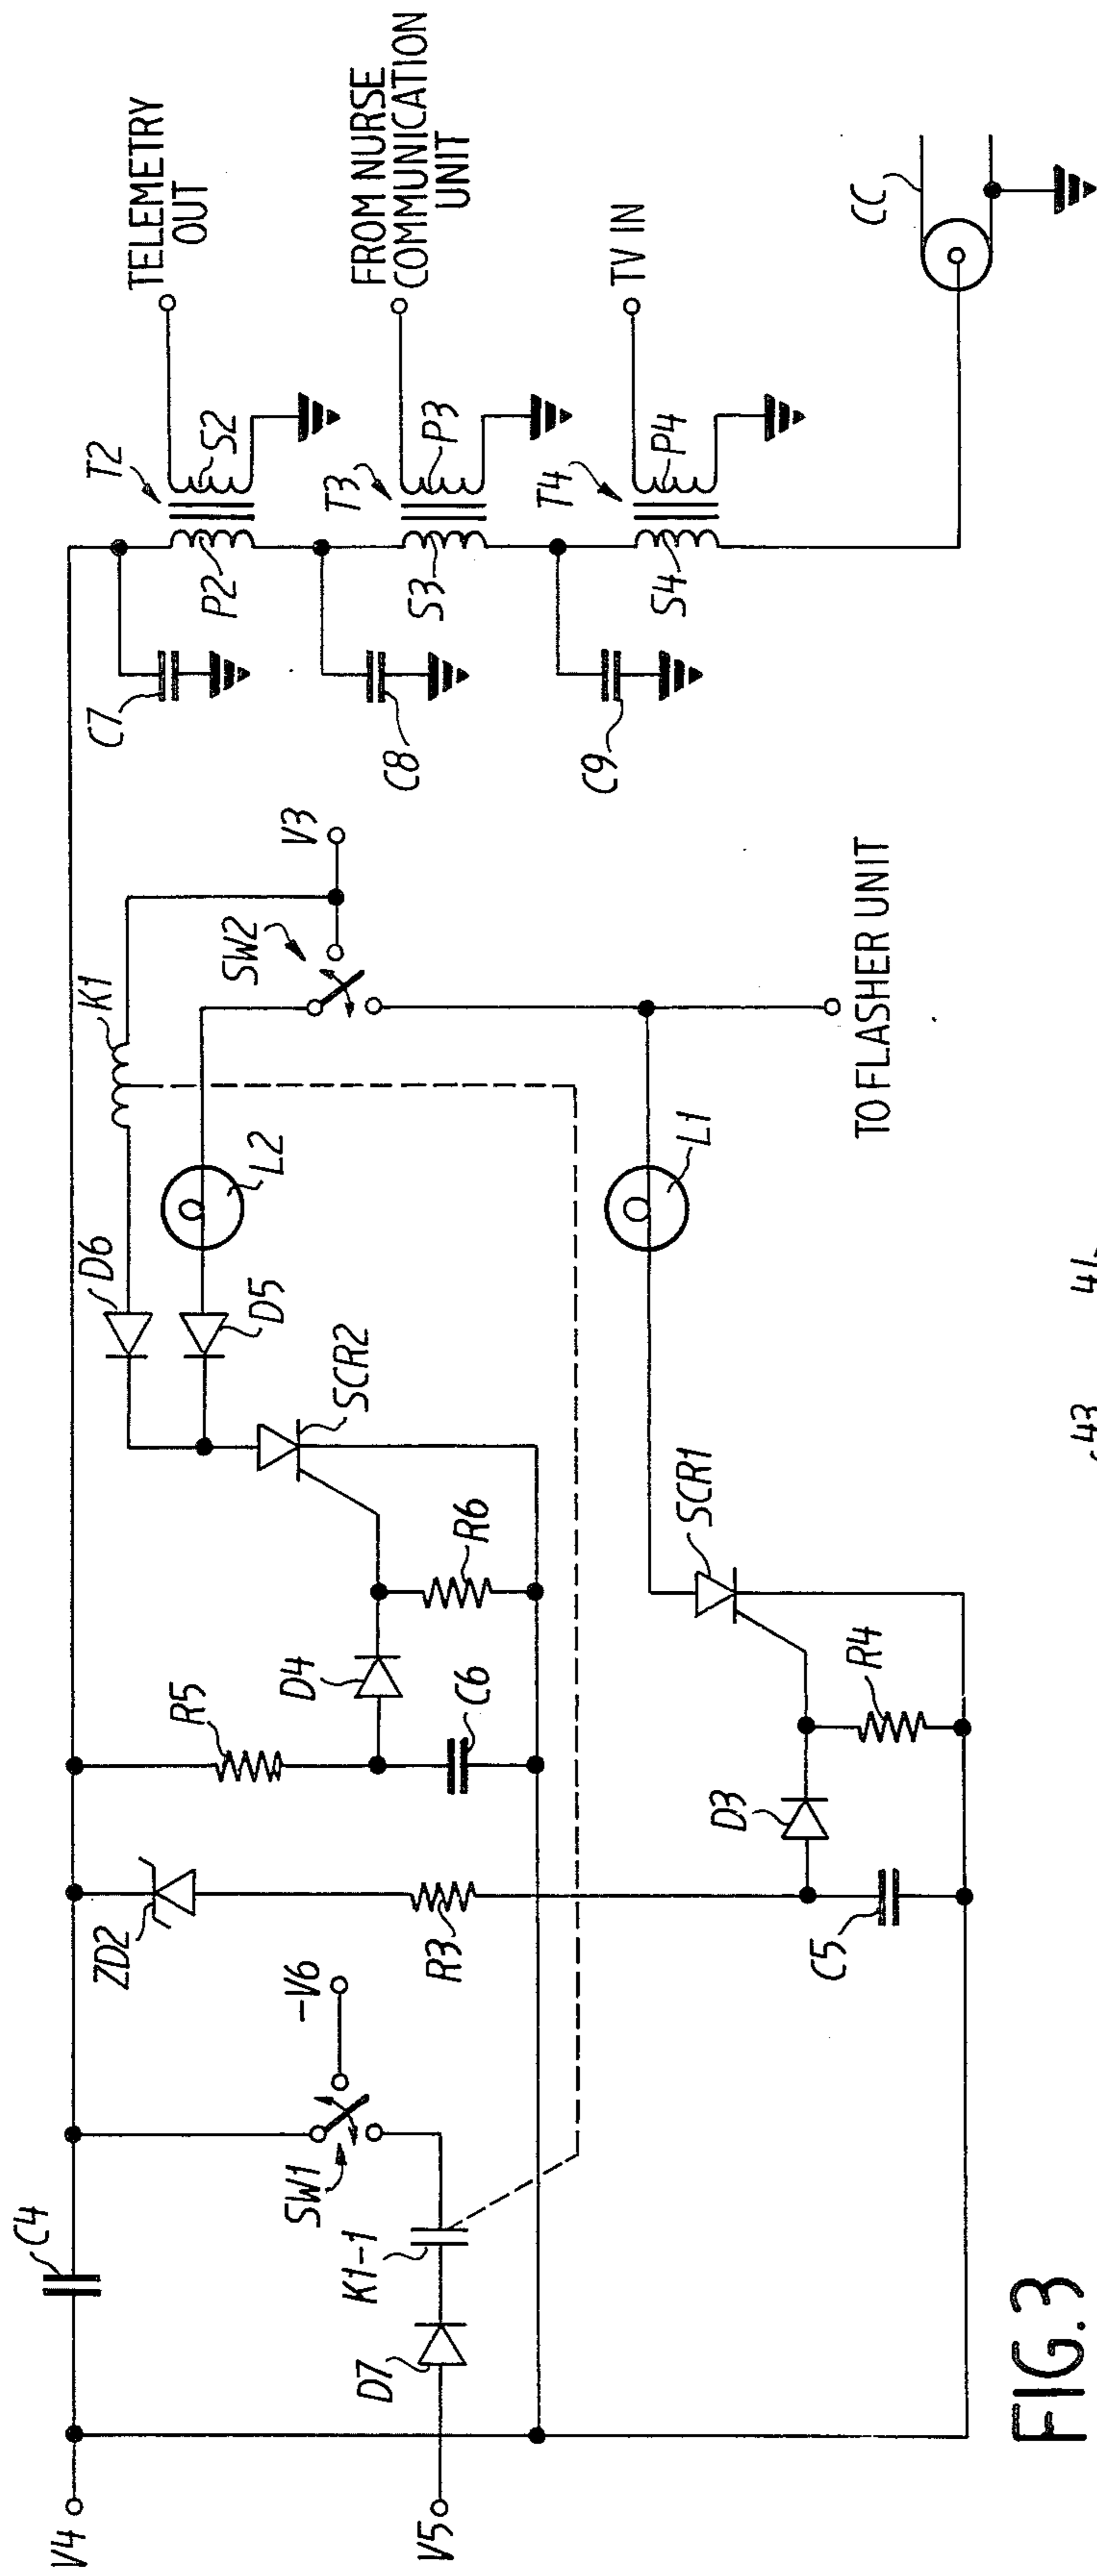 V4
C4
V5
D7
K1-1
SW1
-V6
ZD2
R3
R5
D4
C6
R6
SCR2
D6
D5
L2
K1
SW2
V3
C5
D3
R4
SCR1
L1
TO FLASHER UNIT
C7
P2
T2
S2
TELEMETRY
OUT
C8
S3
T3
P3
FROM NURSE
COMMUNICATION
UNIT
C9
S4
T4
P4
TV IN
CC
43
FIG. 3